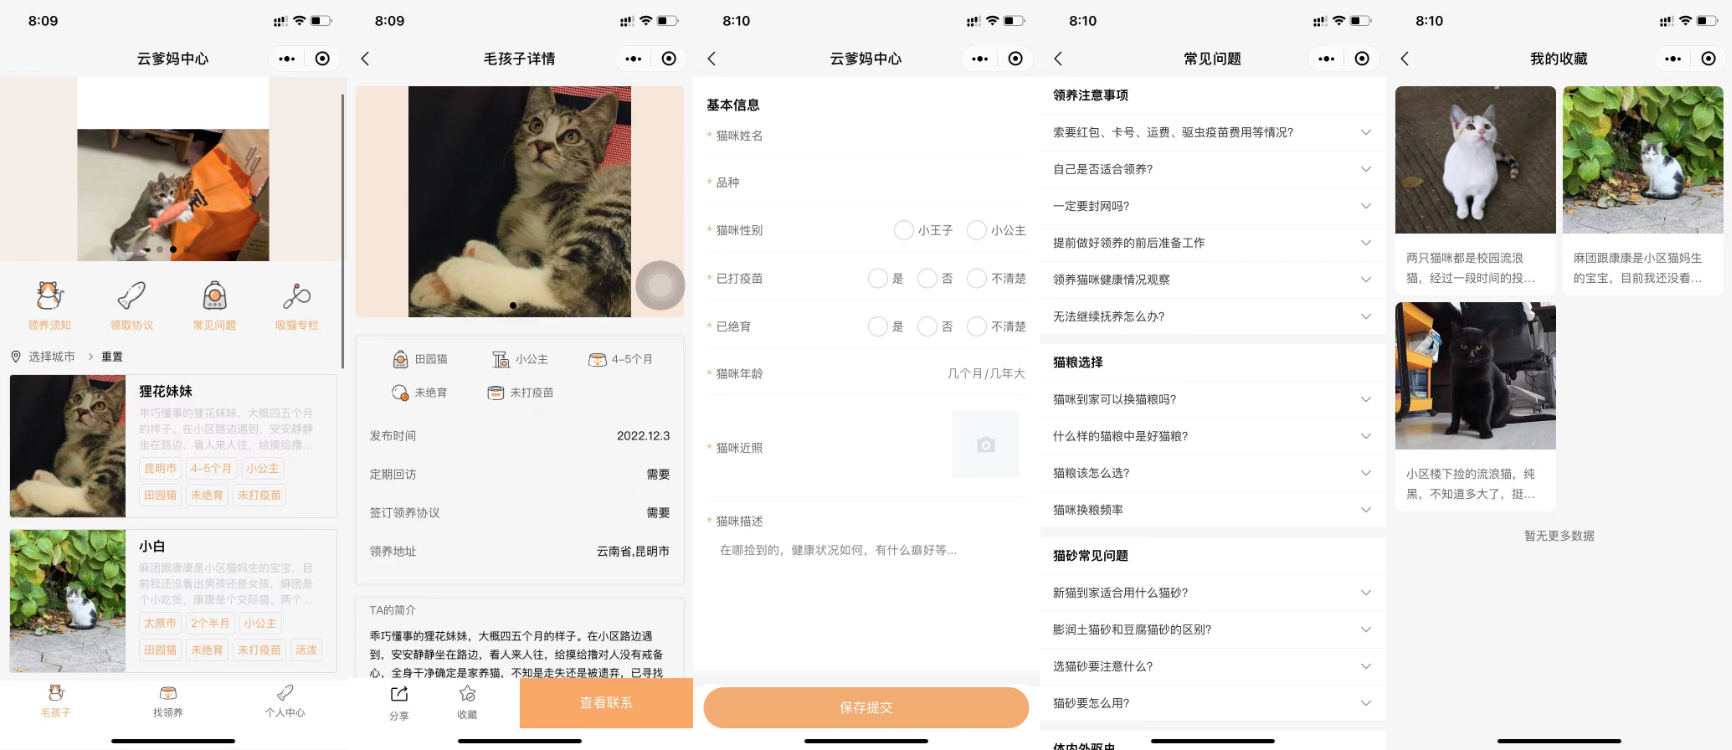 8:09
云爹妈中心
领养须知
领取协议
常见问题
吸猫专栏
选择城市
重置
狸花妹妹
乖巧懂事的狸花妹妹，大概四五个月
的样子。在小区路边遇到，安安静静
坐在路边，看人来人往，给摸给撸...
昆明市
4-5个月
小公主
田园猫
未绝育
未打疫苗
小白
麻团跟康康是小区猫妈生的宝宝，目
前我还没看出男孩还是女孩，麻团是
个小吃货，康康是个交际猫。两个...
太原市
2个半月
小公主
田园猫
未绝育
未打疫苗
活泼
毛孩子
找领养
个人中心
8:09
毛孩子详情
田园猫
小公主
4-5个月
未绝育
未打疫苗
发布时间
2022.12.3
定期回访
需要
签订领养协议
需要
领养地址
云南省,昆明市
TA的简介
乖巧懂事的狸花妹妹，大概四五个月的样子。在小区路边遇
到，安安静静坐在路边，看人来人往，给摸给撸对人没有戒备
心，全身干净确定是家养猫，不知是走失还是被遗弃，已寻找
分享
收藏
查看联系
8:10
云爹妈中心
基本信息
* 猫咪姓名
* 品种
* 猫咪性别
小王子
小公主
* 已打疫苗
是
否
不清楚
* 已绝育
是
否
不清楚
* 猫咪年龄
几个月/几年大
* 猫咪近照
* 猫咪描述
在哪捡到的，健康状况如何，有什么癖好等...
保存提交
8:10
常见问题
领养注意事项
索要红包、卡号、运费、驱虫疫苗费用等情况?
自己是否适合领养?
一定要封网吗?
提前做好领养的前后准备工作
领养猫咪健康情况观察
无法继续抚养怎么办?
猫粮选择
猫咪到家可以换猫粮吗?
什么样的猫粮中是好猫粮?
猫粮该怎么选?
猫咪换粮频率
猫砂常见问题
新猫到家适合用什么猫砂?
膨润土猫砂和豆腐猫砂的区别?
选猫砂要注意什么?
猫砂要怎么用?
体内外驱虫
8:10
我的收藏
两只猫咪都是校园流浪
猫，经过一段时间的投...
麻团跟康康是小区猫妈生
的宝宝，目前我还没看...
小区楼下捡的流浪猫，纯
黑，不知道多大了，挺...
暂无更多数据